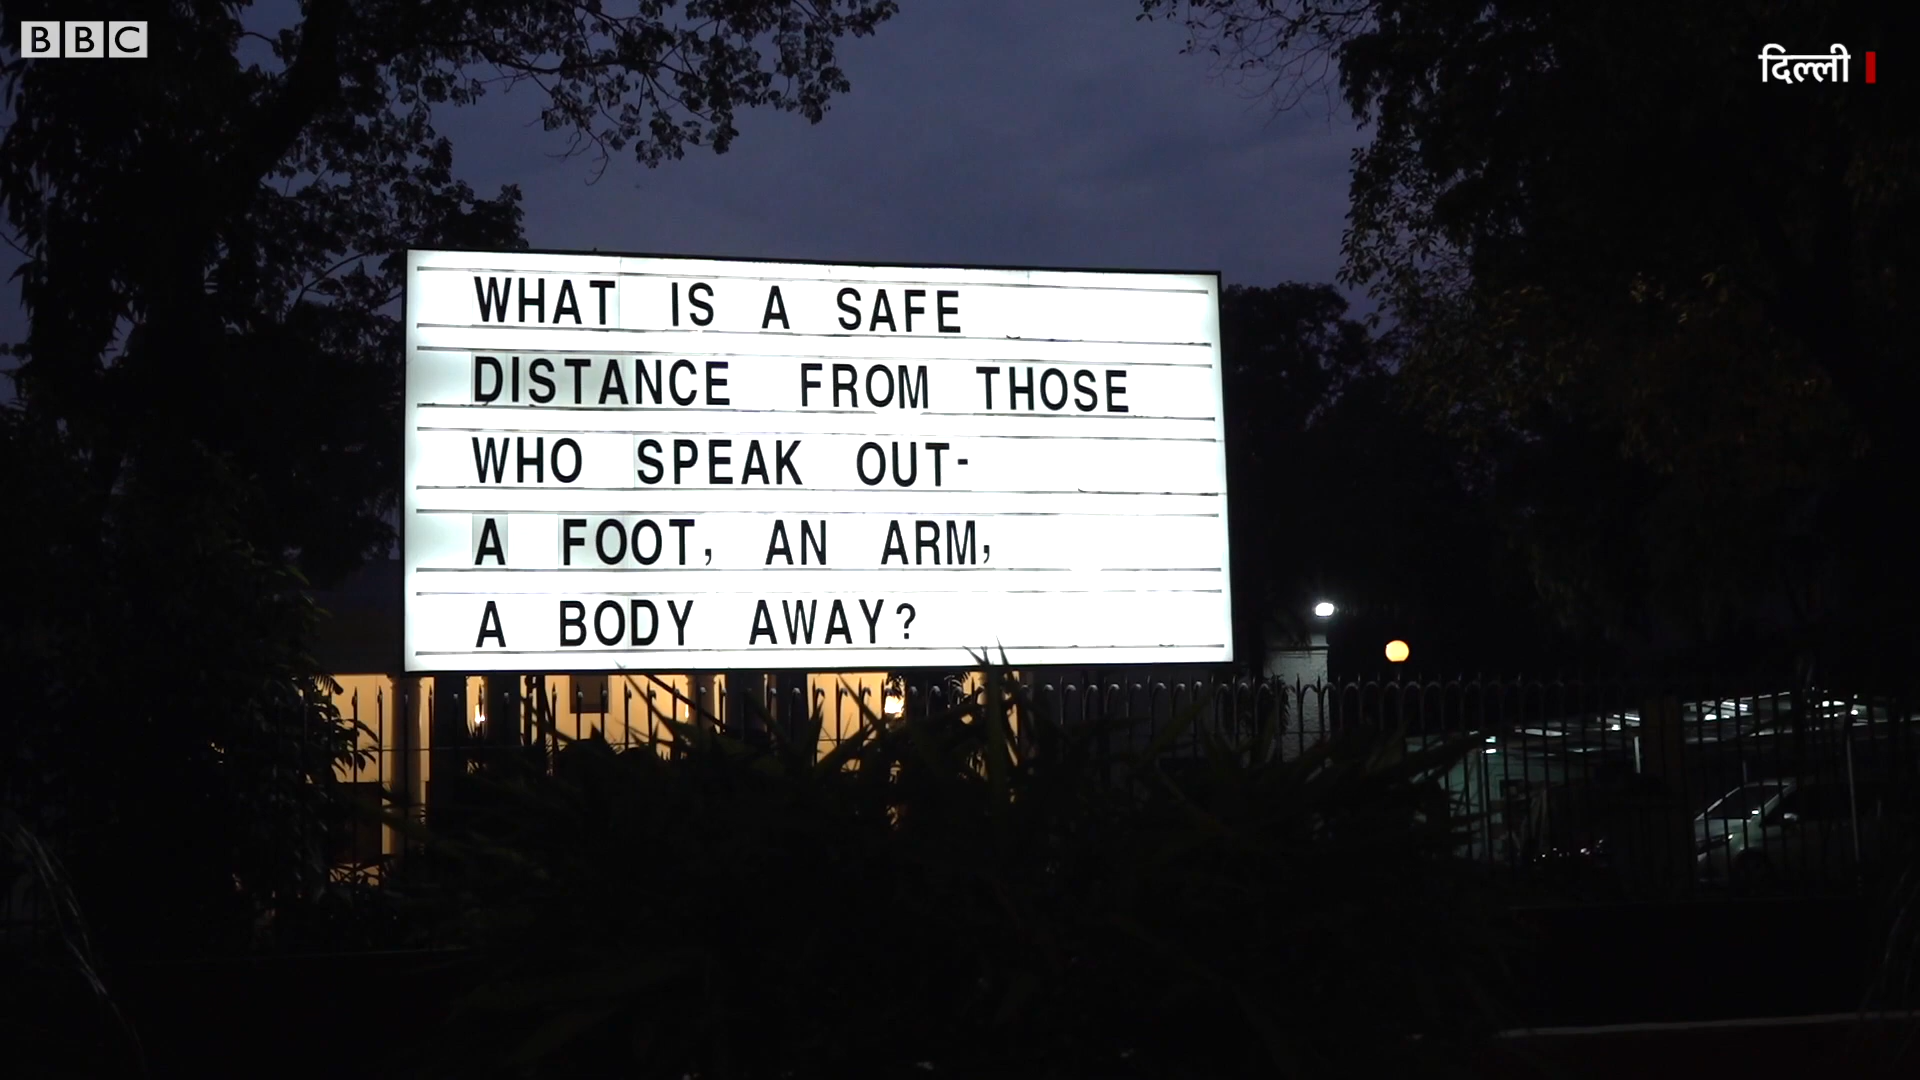 BBC
दिल्ली
WHAT IS A SAFE
DISTANCE FROM THOSE
WHO SPEAK OUT-
A FOOT, AN ARM,
A BODY AWAY?